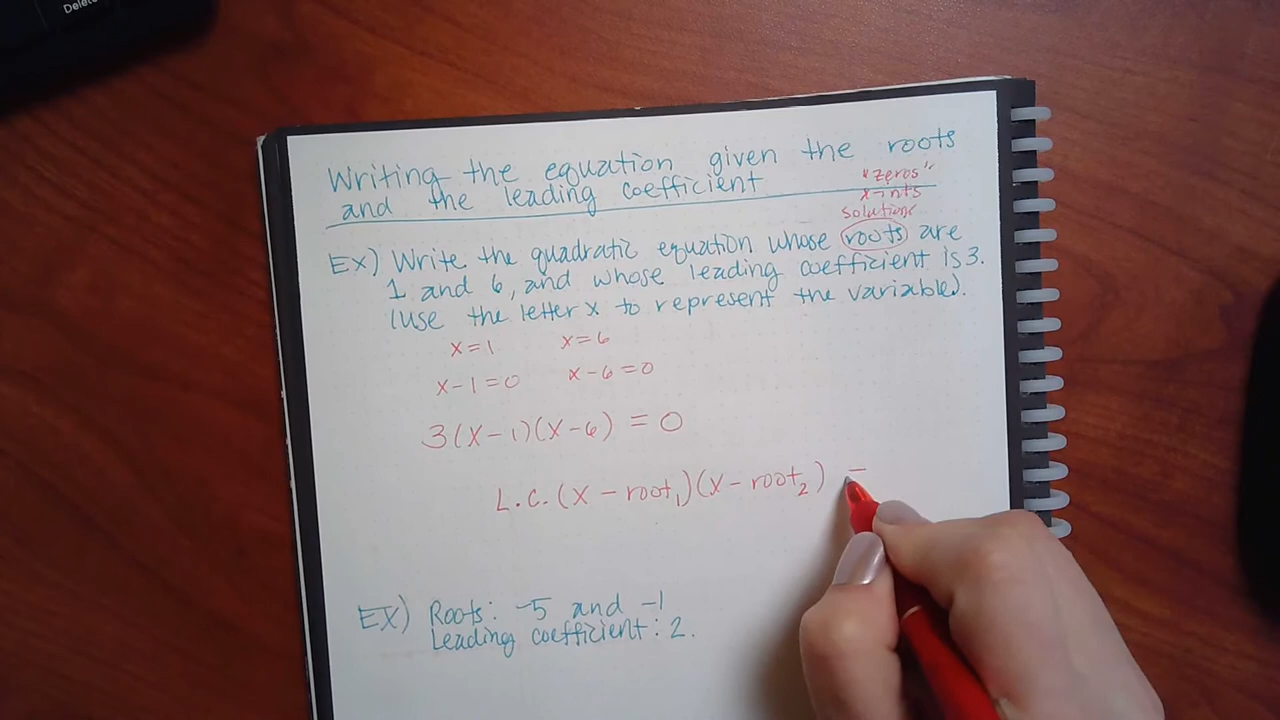 Delete
Writing the equation given the roots
and the leading coefficient
"zeros"
x-ints
solutions
Ex) Write the quadratic equation whose roots are
1 and 6, and whose leading coefficient is 3.
(use the letter x to represent the variable).
x=1 x=6
x-1=0 x-6=0
3(x-1)(x-6) = 0
L.C.(x - root₁)(x - root₂) =
Ex) Roots: -5 and -1
Leading coefficient: 2.